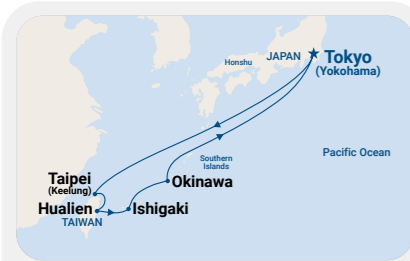 JAPAN
Honshu
Tokyo
(Yokohama)
Pacific Ocean
Southern
Islands
Taipei
(Keelung)
Okinawa
Hualien
Ishigaki
TAIWAN